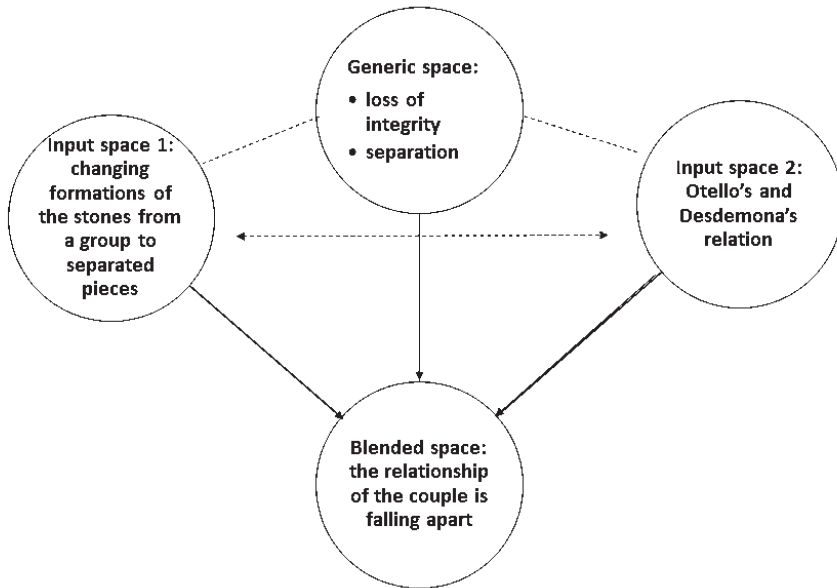 Generic space:
• loss of
integrity
• separation
Input space 1:
changing
formations of
the stones from
a group to
separated
pieces
Input space 2:
Otello's and
Desdemona's
relation
Blended space:
the relationship
of the couple is
falling apart